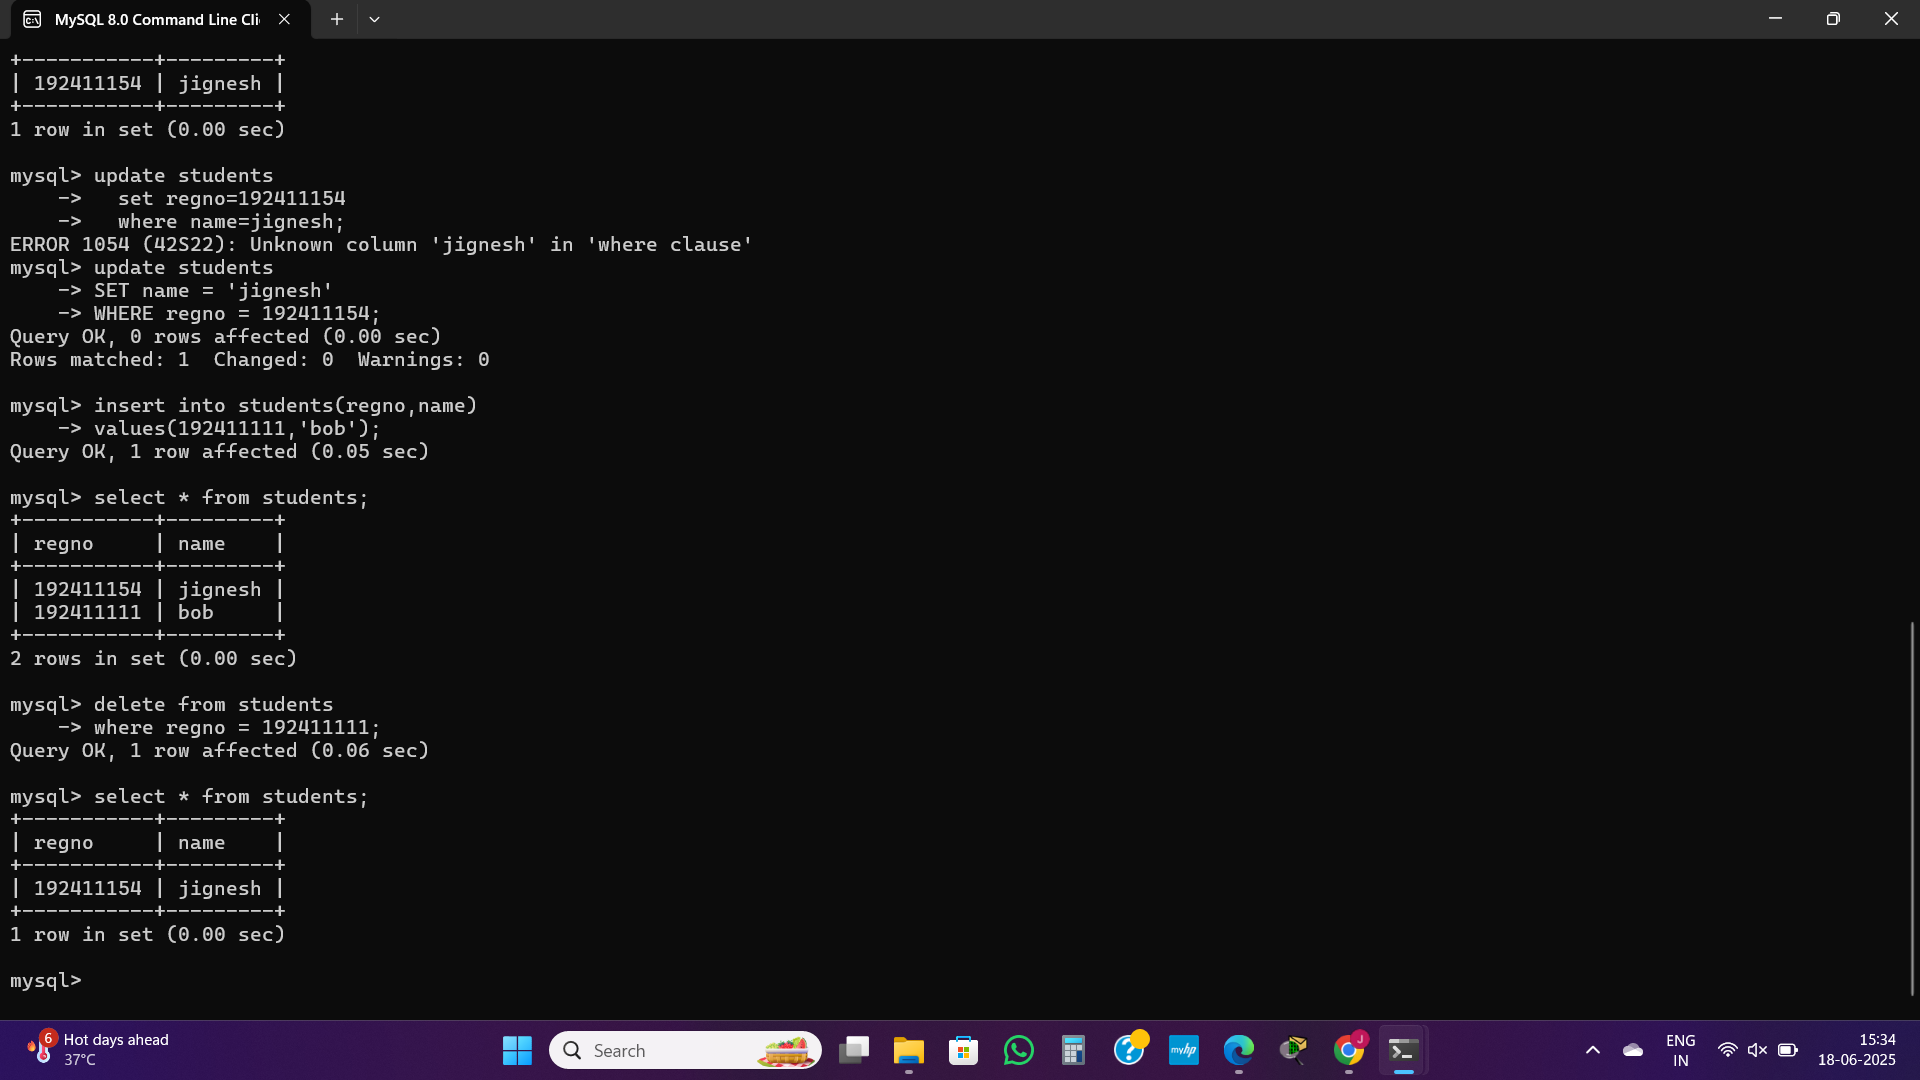 MySQL 8.0 Command Line Cli
+-----------+---------+
| 192411154 | jignesh |
+-----------+---------+
1 row in set (0.00 sec)
mysql> update students
    ->   set regno=192411154
    ->   where name=jignesh;
ERROR 1054 (42S22): Unknown column 'jignesh' in 'where clause'
mysql> update students
    -> SET name = 'jignesh'
    -> WHERE regno = 192411154;
Query OK, 0 rows affected (0.00 sec)
Rows matched: 1  Changed: 0  Warnings: 0
mysql> insert into students(regno,name)
    -> values(192411111,'bob');
Query OK, 1 row affected (0.05 sec)
mysql> select * from students;
+-----------+---------+
| regno     | name    |
+-----------+---------+
| 192411154 | jignesh |
| 192411111 | bob     |
+-----------+---------+
2 rows in set (0.00 sec)
mysql> delete from students
    -> where regno = 192411111;
Query OK, 1 row affected (0.06 sec)
mysql> select * from students;
+-----------+---------+
| regno     | name    |
+-----------+---------+
| 192411154 | jignesh |
+-----------+---------+
1 row in set (0.00 sec)
mysql>
6
Hot days ahead
37°C
Search
myhp
J
ENG
IN
15:34
18-06-2025